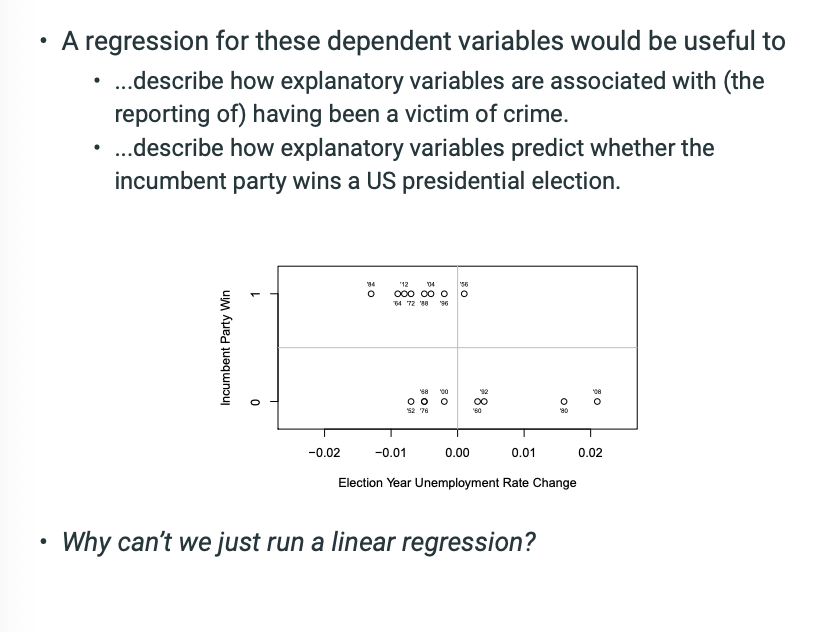 • A regression for these dependent variables would be useful to
• ...describe how explanatory variables are associated with (the
reporting of) having been a victim of crime.
• ...describe how explanatory variables predict whether the
incumbent party wins a US presidential election.
Incumbent Party Win
1
0
'84 '12 '04 '56
'64 '72 '88 '96
'68 '00 '92 '08
'52 '76 '60 '80
−0.02 −0.01 0.00 0.01 0.02
Election Year Unemployment Rate Change
• Why can't we just run a linear regression?